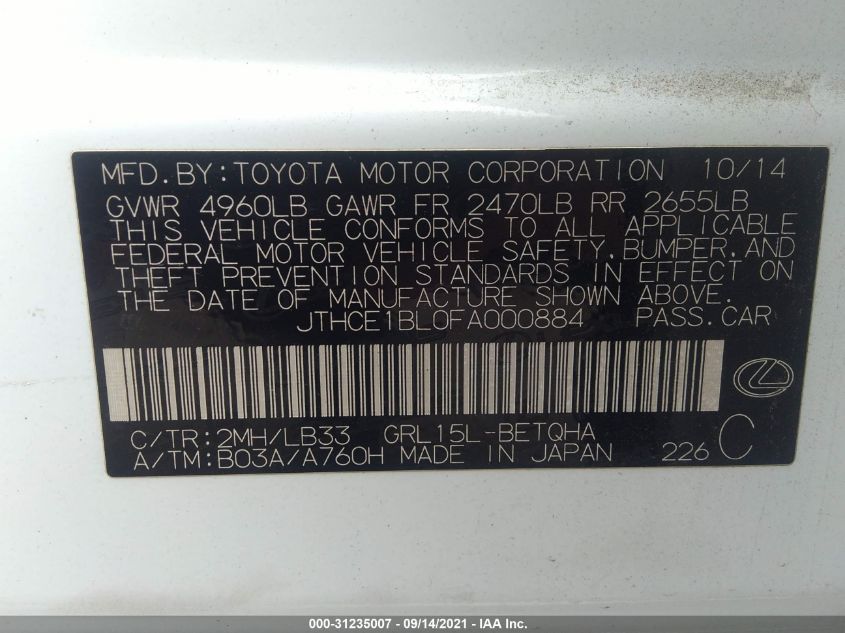 MFD.BY:TOYOTA MOTOR CORPORATION 10/14
GVWR 4960LB GAWR FR 2470LB RR 2655LB
THIS VEHICLE CONFORMS TO ALL APPLICABLE
FEDERAL MOTOR VEHICLE SAFETY,BUMPER,AND
THEFT PREVENTION STANDARDS IN EFFECT ON
THE DATE OF MANUFACTURE SHOWN ABOVE.
JTHCE1BL0FA000884 PASS.CAR
C/TR:2MH/LB33 GRL15L-BETQHA
A/TM:B03A/A760H MADE IN JAPAN 226 C
000-31235007 - 09/14/2021 - IAA Inc.